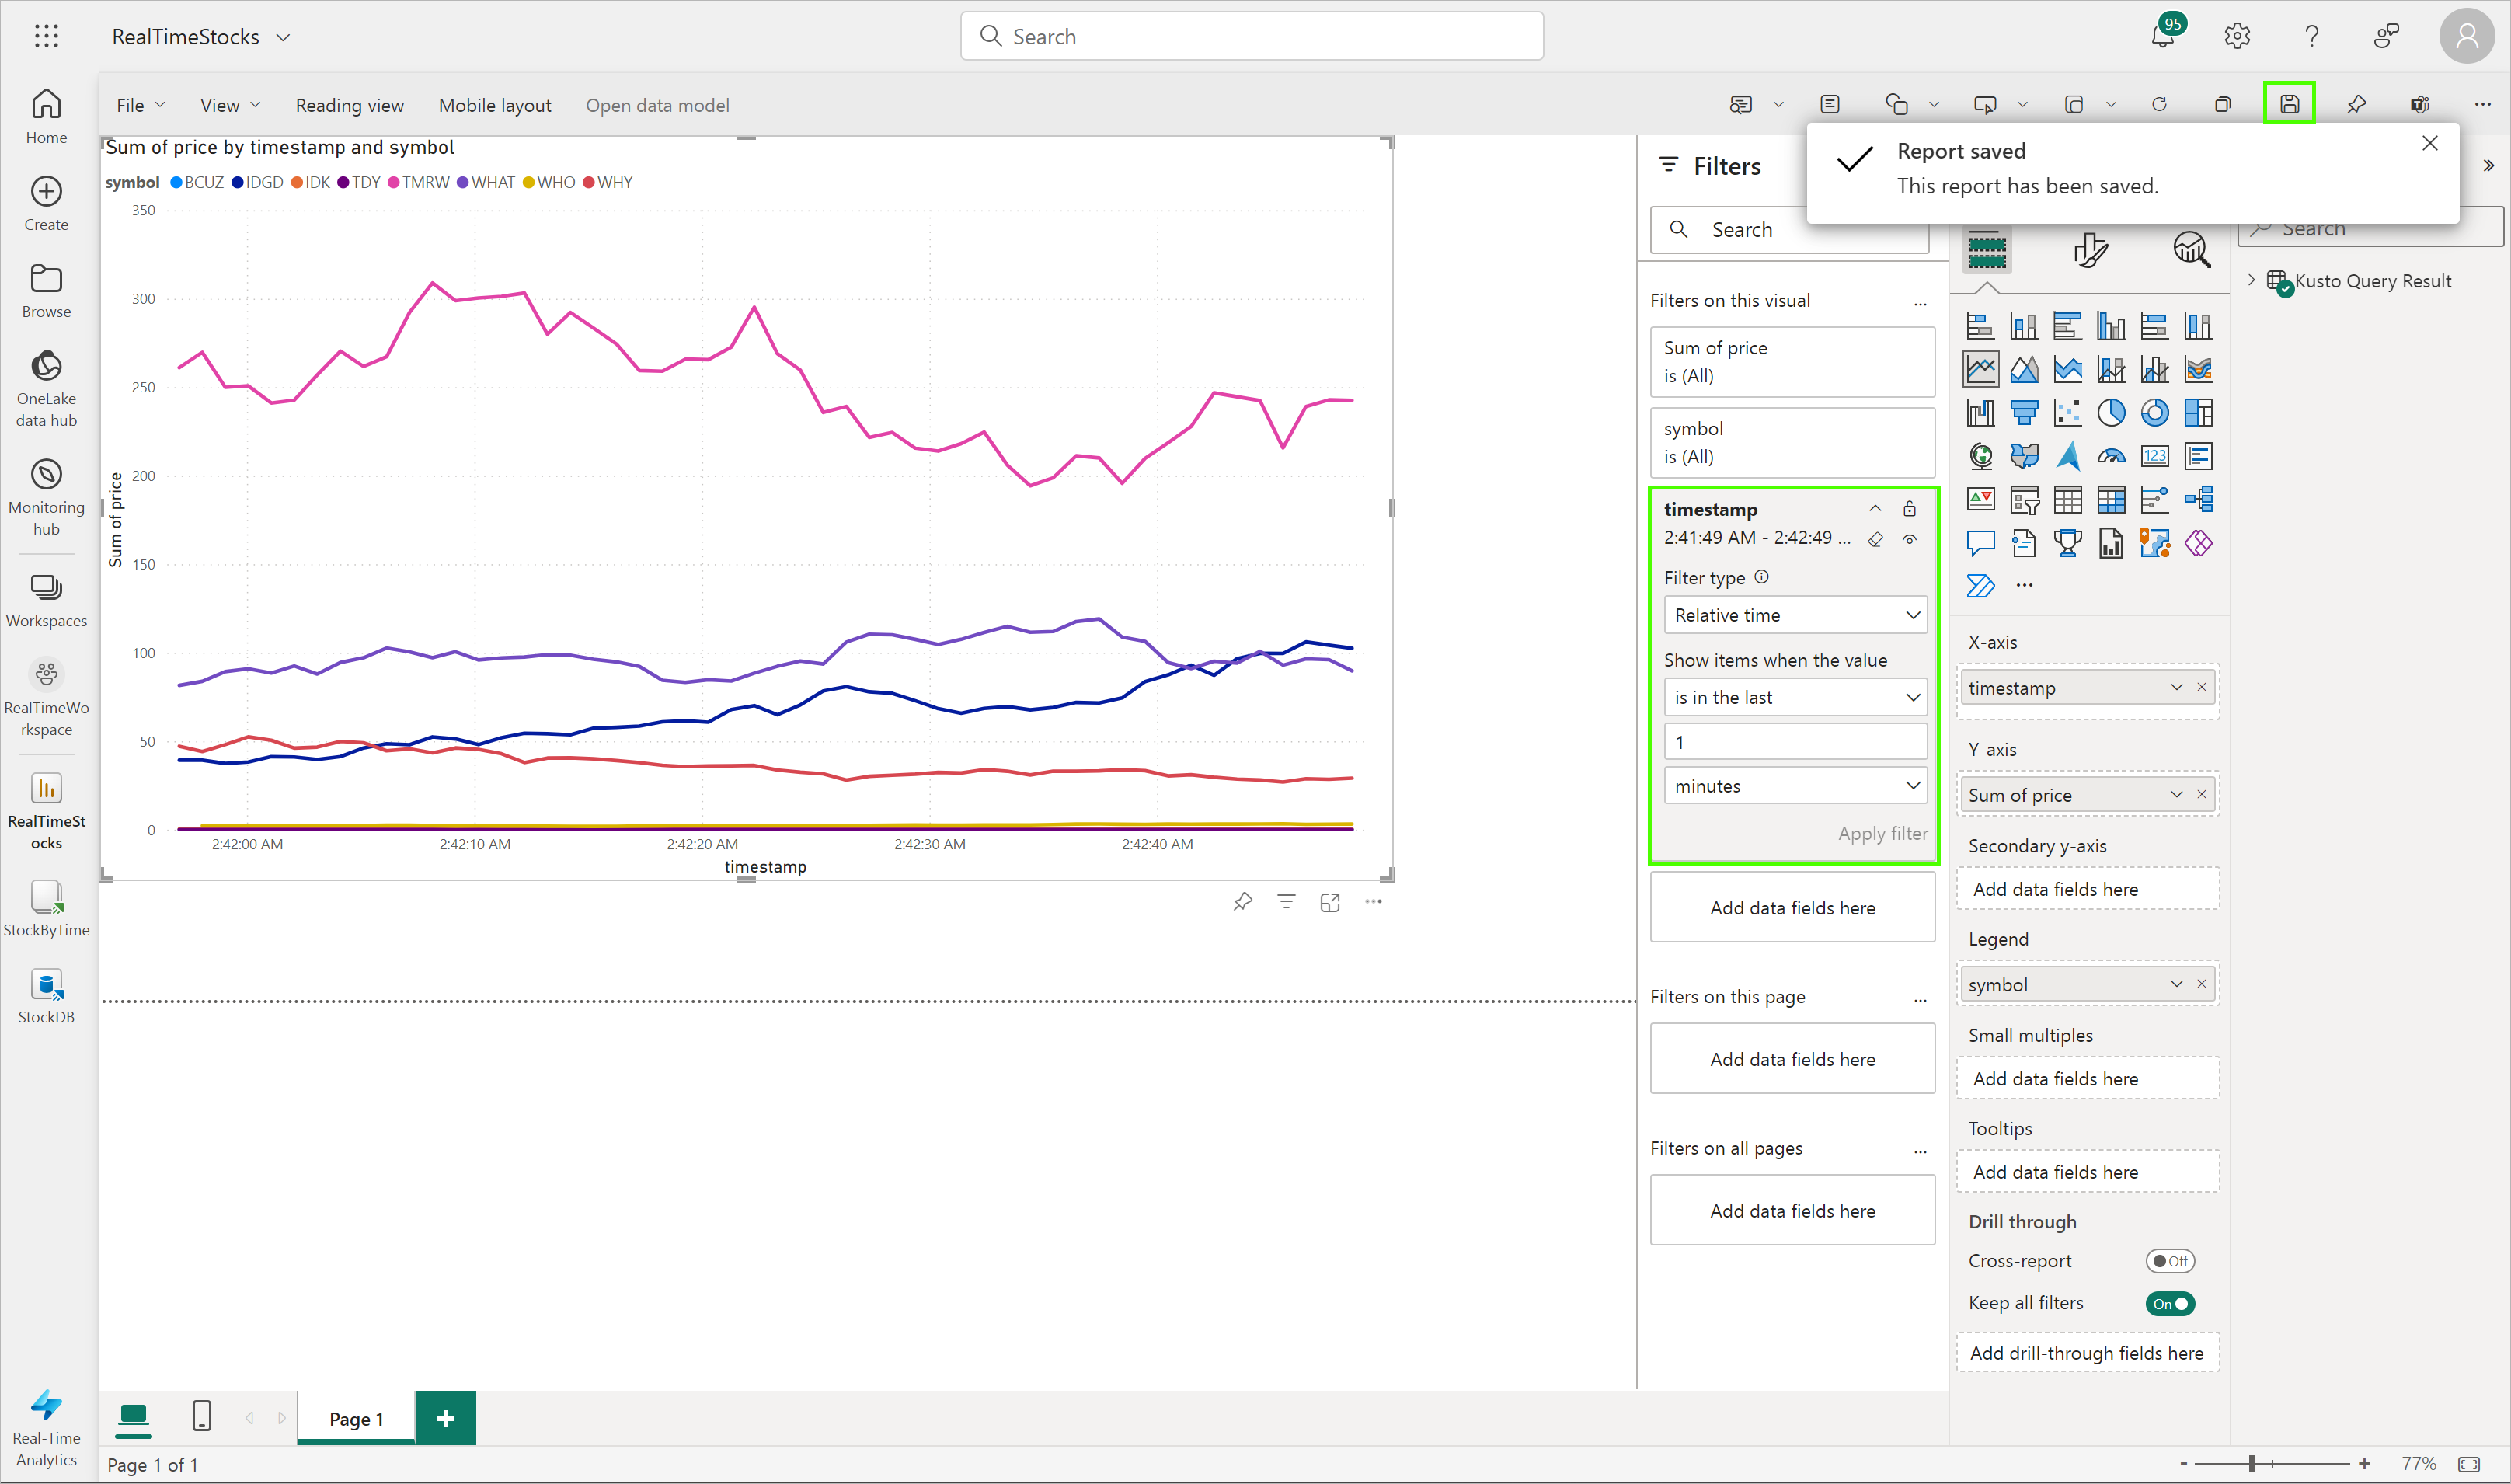 RealTimeStocks
Search
95
File
View
Reading view
Mobile layout
Open data model
Home
Create
Browse
OneLake
data hub
Monitoring
hub
Workspaces
RealTimeWo
rkspace
RealTimeSt
ocks
StockByTime
StockDB
Real-Time
Analytics
Sum of price by timestamp and symbol
symbol BCUZ IDGD IDK TDY TMRW WHAT WHO WHY
350
300
250
200
150
100
50
0
Sum of price
2:42:00 AM 2:42:10 AM 2:42:20 AM 2:42:30 AM 2:42:40 AM
timestamp
Page 1
Page 1 of 1
Filters
Search
Filters on this visual
...
Sum of price
is (All)
symbol
is (All)
timestamp
2:41:49 AM - 2:42:49 ...
Filter type
Relative time
Show items when the value
is in the last
1
minutes
Apply filter
Add data fields here
Filters on this page
...
Add data fields here
Filters on all pages
...
Add data fields here
Report saved
This report has been saved.
123
X-axis
timestamp
Y-axis
Sum of price
Secondary y-axis
Add data fields here
Legend
symbol
Small multiples
Add data fields here
Tooltips
Add data fields here
Drill through
Cross-report
Off
Keep all filters
On
Add drill-through fields here
Search
Kusto Query Result
- + 77%